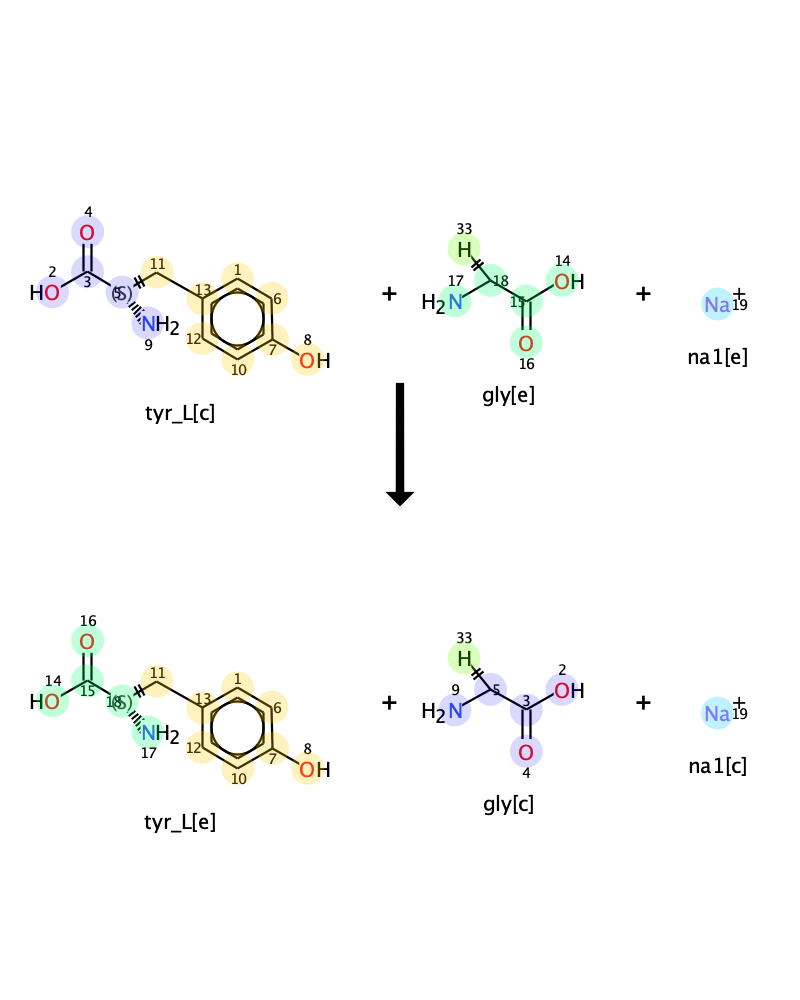 4
O
2
HO
3
5
(S)
11
NH2
9
13
1
6
12
7
10
8
OH
tyr_L[c]
+
33
H
17
H2N
18
14
OH
15
O
16
gly[e]
+
Na+
19
na1[e]
16
O
14
HO
15
18
(S)
11
NH2
17
13
1
6
12
7
10
8
OH
tyr_L[e]
+
33
H
9
H2N
5
2
OH
3
O
4
gly[c]
+
Na+
19
na1[c]